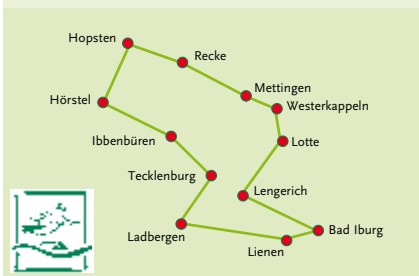 Hopsten
Recke
Mettingen
Hörstel
Westerkappeln
Ibbenbüren
Lotte
Tecklenburg
Lengerich
Ladbergen
Bad Iburg
Lienen